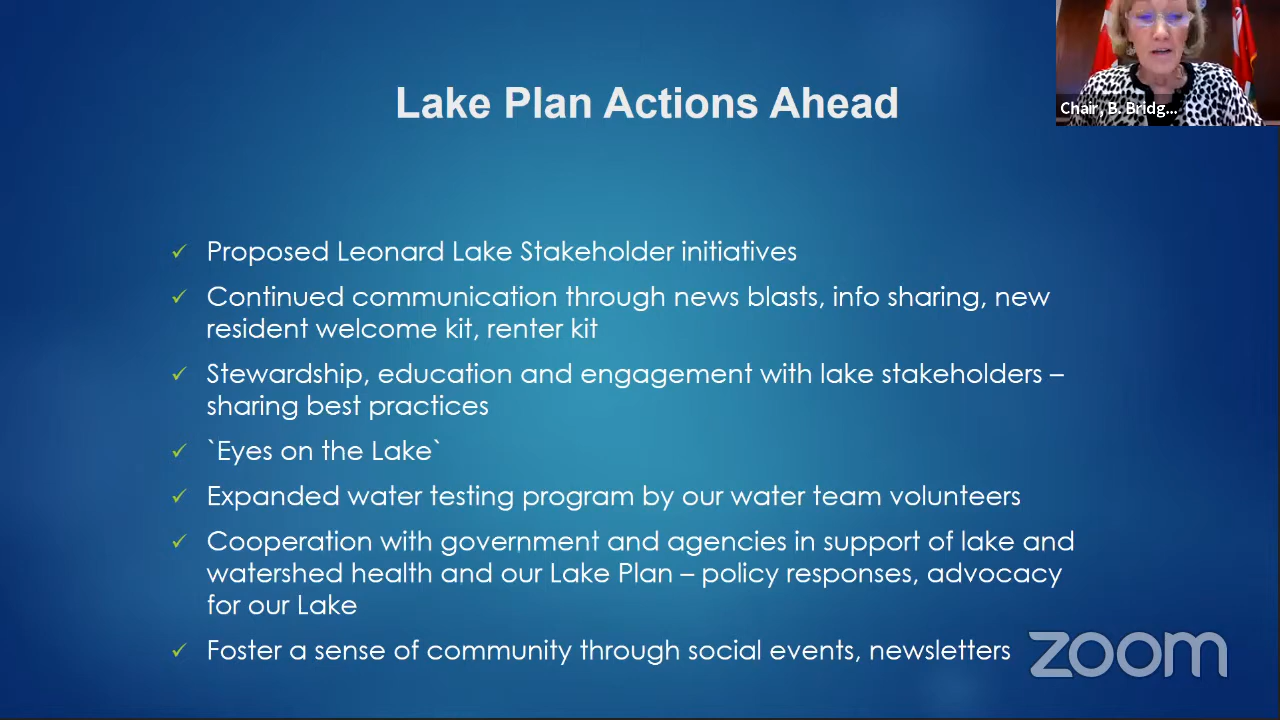 Lake Plan Actions Ahead
Chair, B. Bridg...
✓ Proposed Leonard Lake Stakeholder initiatives
✓ Continued communication through news blasts, info sharing, new
resident welcome kit, renter kit
✓ Stewardship, education and engagement with lake stakeholders –
sharing best practices
✓ `Eyes on the Lake`
✓ Expanded water testing program by our water team volunteers
✓ Cooperation with government and agencies in support of lake and
watershed health and our Lake Plan – policy responses, advocacy
for our Lake
✓ Foster a sense of community through social events, newsletters
zoom